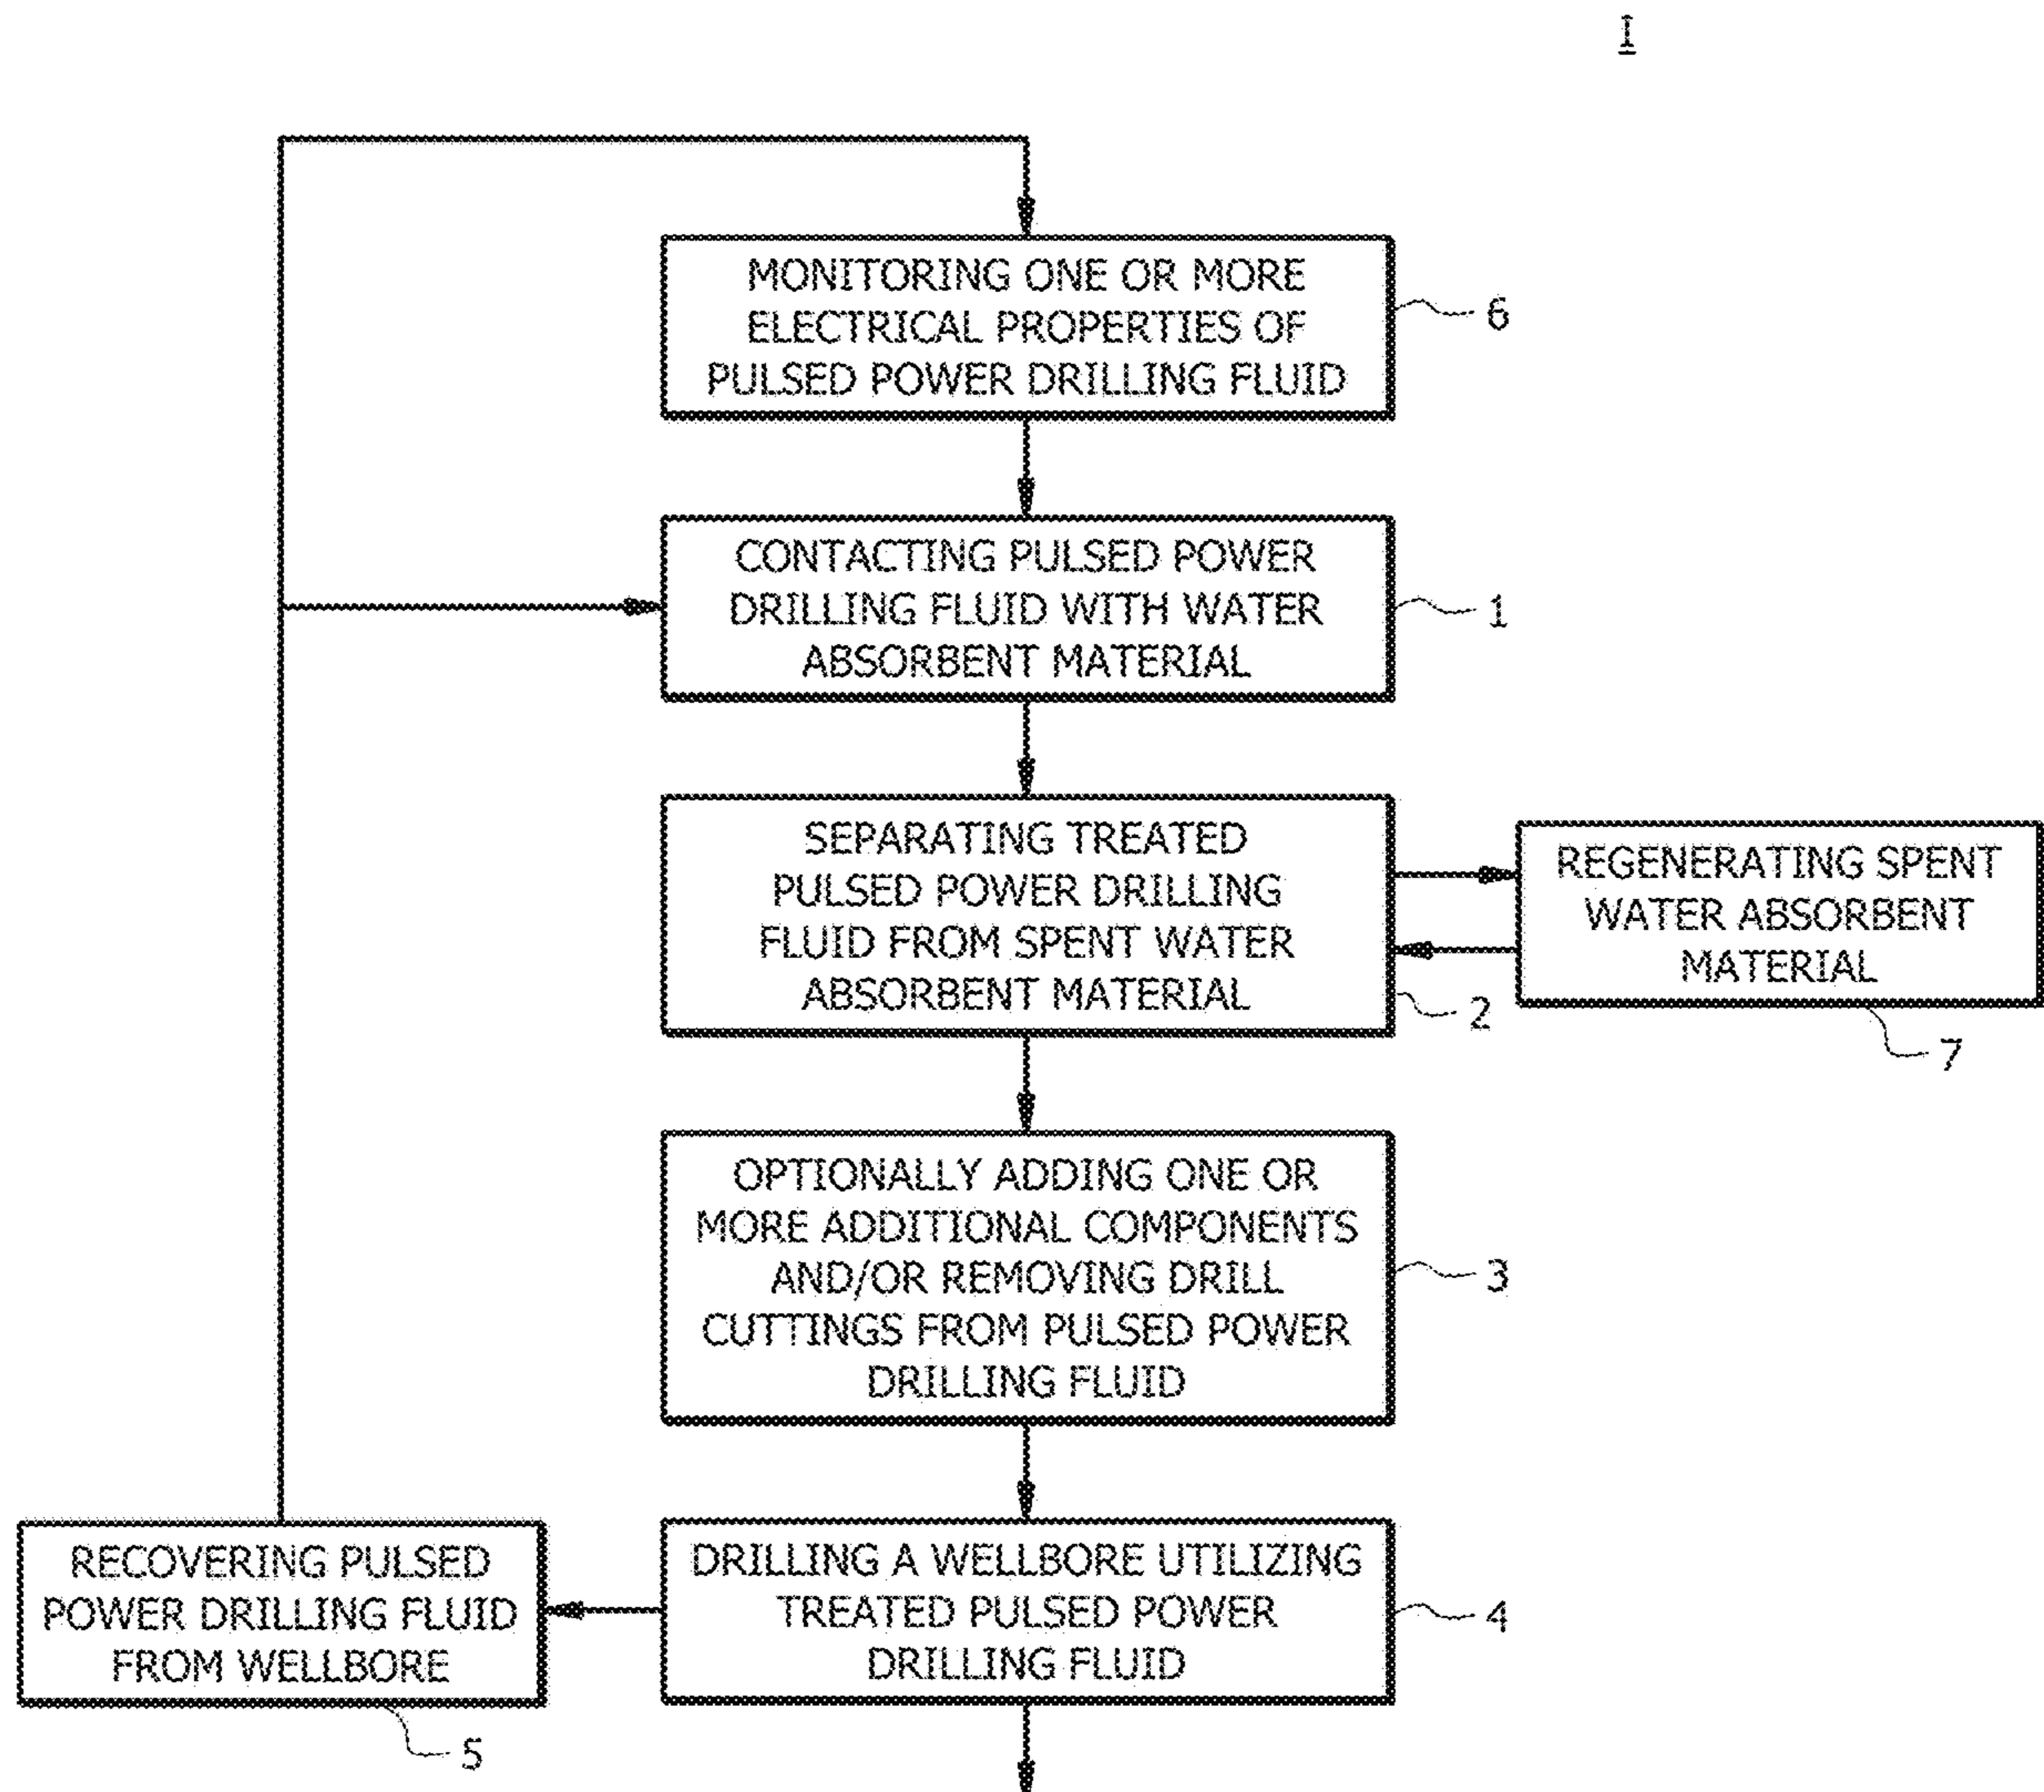 I
MONITORING ONE OR MORE
ELECTRICAL PROPERTIES OF
PULSED POWER DRILLING FLUID
6
CONTACTING PULSED POWER
DRILLING FLUID WITH WATER
ABSORBENT MATERIAL
1
SEPARATING TREATED
PULSED POWER DRILLING
FLUID FROM SPENT WATER
ABSORBENT MATERIAL
2
REGENERATING SPENT
WATER ABSORBENT
MATERIAL
7
OPTIONALLY ADDING ONE OR
MORE ADDITIONAL COMPONENTS
AND/OR REMOVING DRILL
CUTTINGS FROM PULSED POWER
DRILLING FLUID
3
RECOVERING PULSED
POWER DRILLING FLUID
FROM WELLBORE
5
DRILLING A WELLBORE UTILIZING
TREATED PULSED POWER
DRILLING FLUID
4